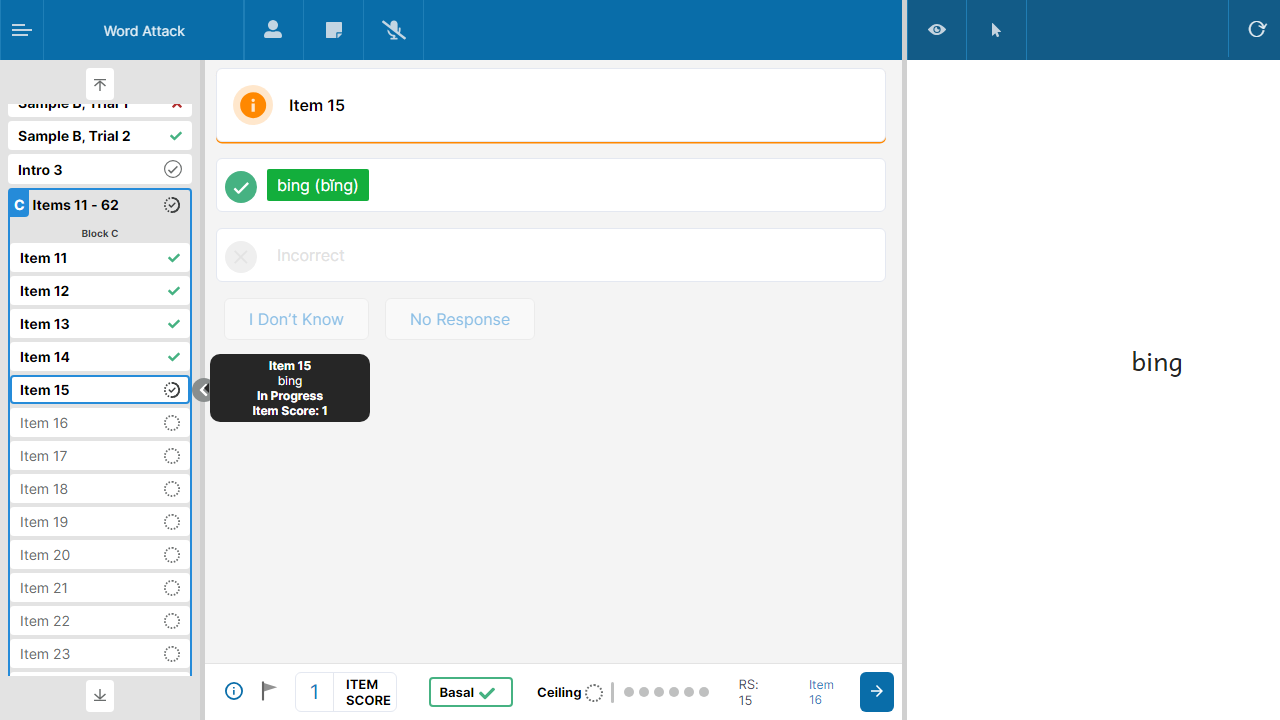 Word Attack
Sample B, Trial 1
Sample B, Trial 2
Intro 3
C Items 11 - 62
Block C
Item 11
Item 12
Item 13
Item 14
Item 15
Item 16
Item 17
Item 18
Item 19
Item 20
Item 21
Item 22
Item 23
Item 15
bing (bĭng)
Incorrect
I Don't Know
No Response
Item 15
bing
In Progress
Item Score: 1
1
ITEM
SCORE
Basal
Ceiling
RS:
15
Item
16
bing